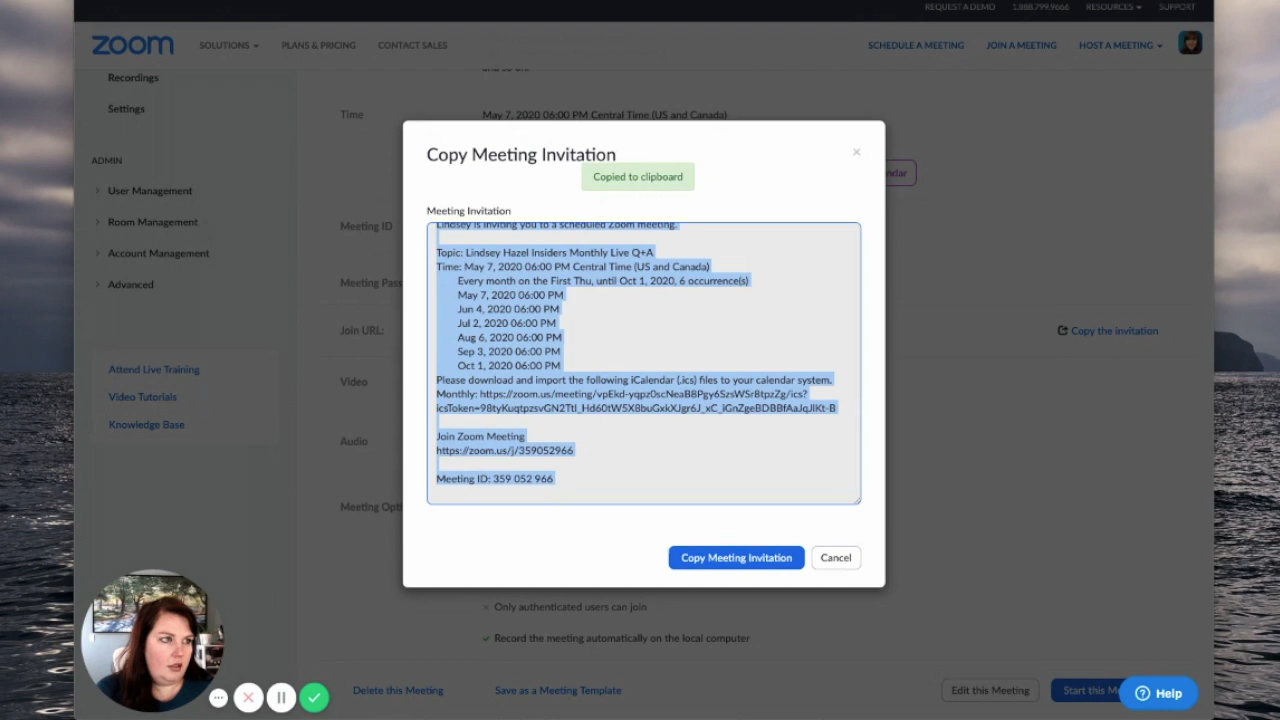 REQUEST A DEMO 1.888.799.9666 RESOURCES SUPPORT
zoom SOLUTIONS PLANS & PRICING CONTACT SALES SCHEDULE A MEETING JOIN A MEETING HOST A MEETING
Recordings
Settings
Time May 7, 2020 06:00 PM Central Time (US and Canada)
ADMIN
User Management
Room Management
Account Management
Advanced
Attend Live Training
Video Tutorials
Knowledge Base
Meeting ID
Join URL:
Copy the invitation
Video
Audio
Copy Meeting Invitation
×
Copied to clipboard
Meeting Invitation
Lindsey is inviting you to a scheduled Zoom meeting.
Topic: Lindsey Hazel Insiders Monthly Live Q+A
Time: May 7, 2020 06:00 PM Central Time (US and Canada)
Every month on the First Thu, until Oct 1, 2020, 6 occurrence(s)
May 7, 2020 06:00 PM
Jun 4, 2020 06:00 PM
Jul 2, 2020 06:00 PM
Aug 6, 2020 06:00 PM
Sep 3, 2020 06:00 PM
Oct 1, 2020 06:00 PM
Please download and import the following iCalendar (.ics) files to your calendar system.
Monthly:
Join Zoom Meeting
https://zoom.us/j/359052966
Meeting ID: 359 052 966
Copy Meeting Invitation Cancel
Only authenticated users can join
Record the meeting automatically on the local computer
Delete this Meeting Save as a Meeting Template Edit this Meeting Start this M
Help